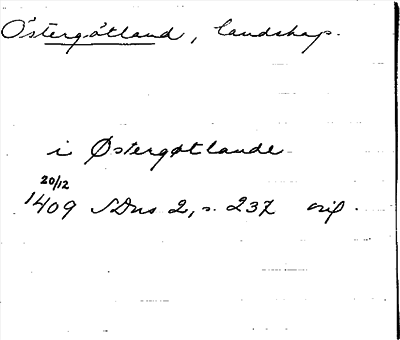 Östergötland, landskap.
i Østergøtlande
20/12
1409 SDns 2, s. 237 orig.